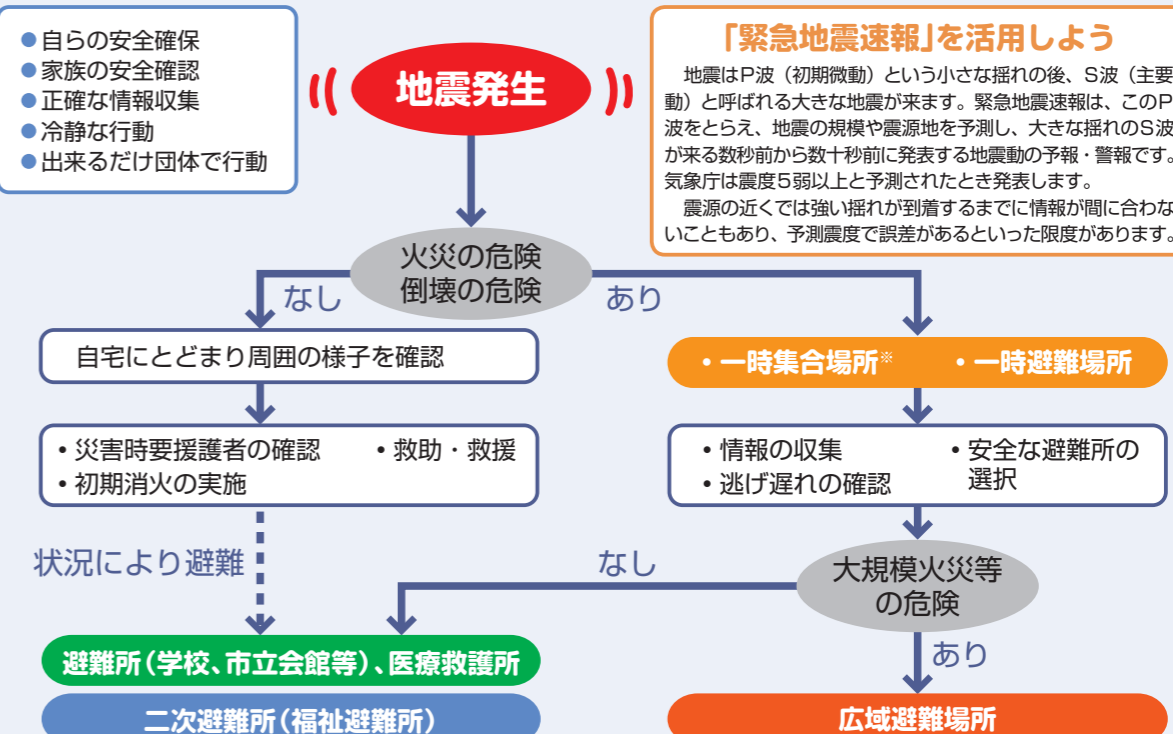 ●自らの安全確保
●家族の安全確認
●正確な情報収集
●冷静な行動
●出来るだけ団体で行動
地震発生
「緊急地震速報」を活用しよう
地震はP波（初期微動）という小さな揺れの後、S波（主要
動）と呼ばれる大きな地震が来ます。緊急地震速報は、このP
波をとらえ、地震の規模や震源地を予測し、大きな揺れのS波
が来る数秒前から数十秒前に発表する地震動の予報・警報です。
気象庁は震度5弱以上と予測されたとき発表します。
震源の近くでは強い揺れが到着するまでに情報が間に合わな
いこともあり、予測震度で誤差があるといった限度があります。
火災の危険
倒壊の危険
なし
あり
自宅にとどまり周囲の様子を確認
・一時集合場所※ ・一時避難場所
・災害時要援護者の確認 ・救助・救援
・初期消火の実施
・情報の収集
・逃げ遅れの確認
・安全な避難所の
選択
状況により避難
なし
大規模火災等
の危険
あり
避難所（学校、市立会館等）、医療救護所
二次避難所（福祉避難所）
広域避難場所